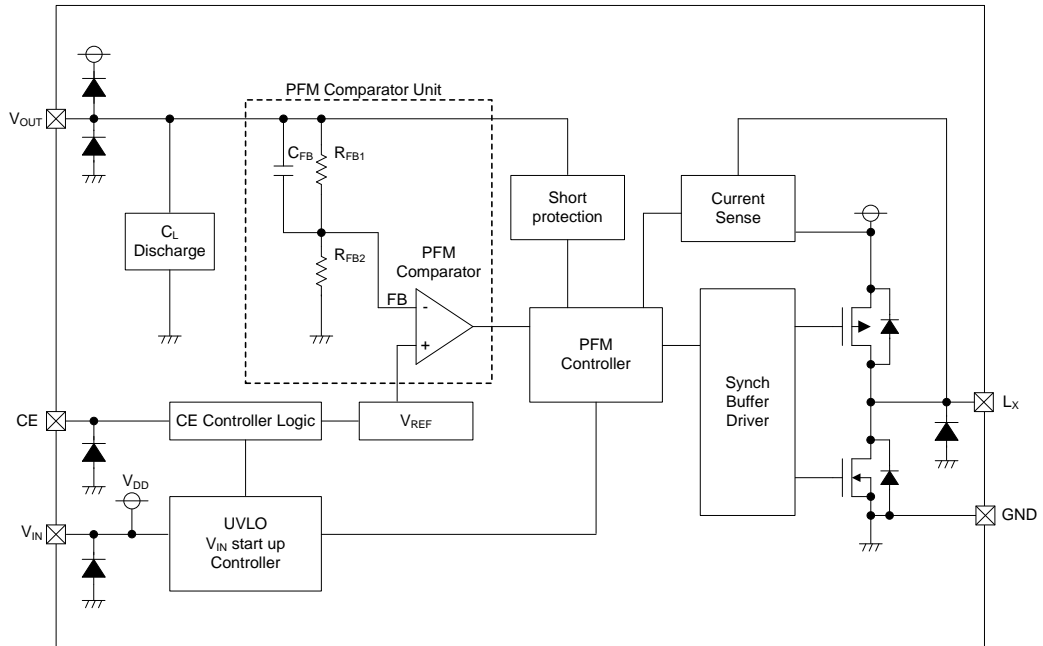 PFM Comparator Unit
VOUT
CFB
RFB1
Short
protection
Current
Sense
CL
Discharge
RFB2
PFM
Comparator
FB
-
+
PFM
Controller
Synch
Buffer
Driver
CE
CE Controller Logic
VREF
LX
VDD
VIN
UVLO
VIN start up
Controller
GND